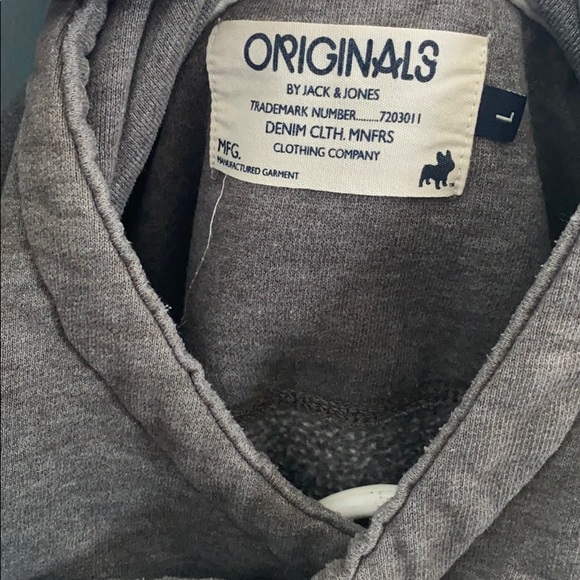 ORIGINALS
BY JACK & JONES
TRADEMARK NUMBER.........7203011
DENIM CLTH. MNFRS
MFG. CLOTHING COMPANY
MANUFACTURED GARMENT
L